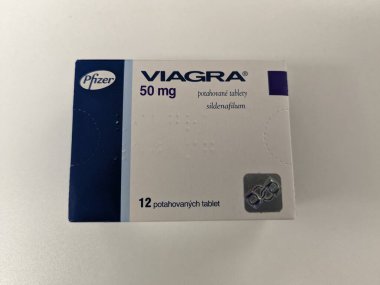 Pfizer
VIAGRA®
50 mg
potahované tablety
sildenafilum
12 potahovaných tablet